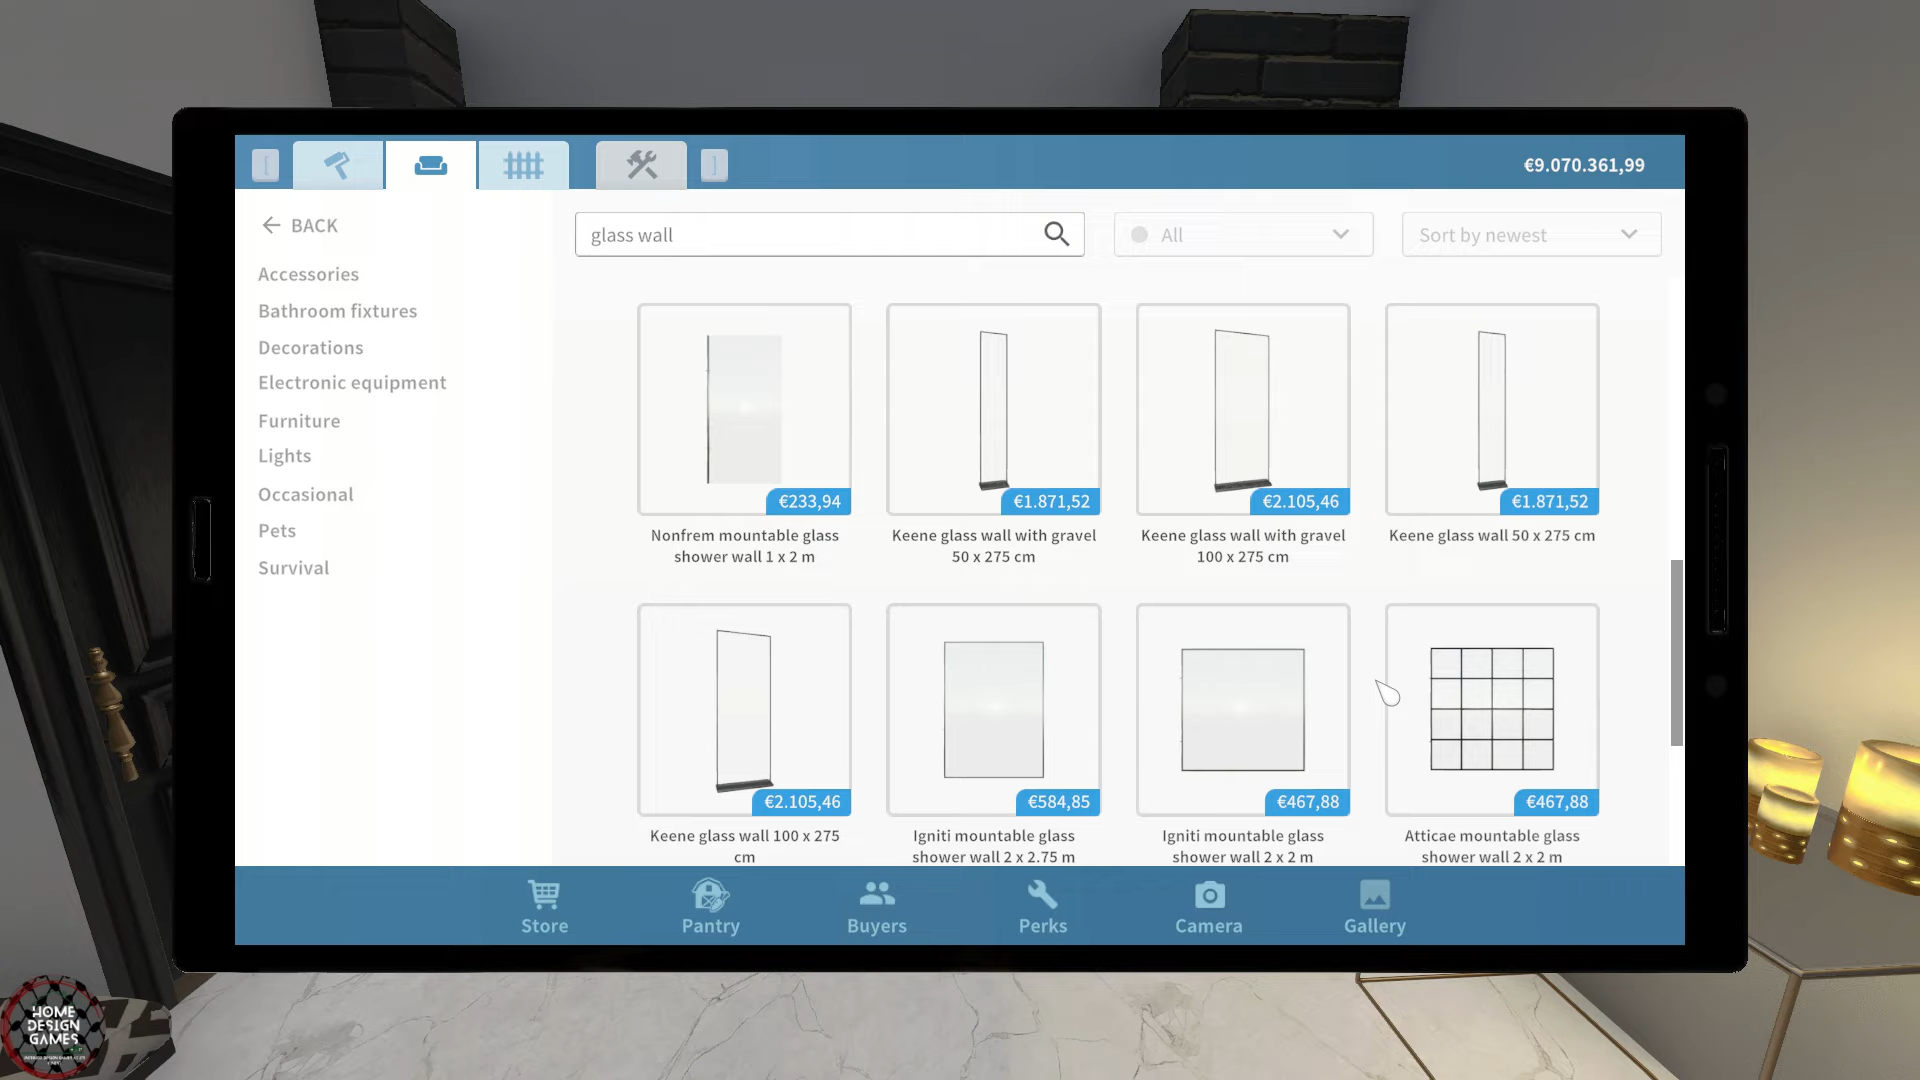 [
]
€9.070.361,99
BACK
glass wall
All
Sort by newest
Accessories
Bathroom fixtures
Decorations
Electronic equipment
Furniture
Lights
Occasional
Pets
Survival
€233,94
€1.871,52
€2.105,46
€1.871,52
Nonfrem mountable glass
shower wall 1 x 2 m
Keene glass wall with gravel
50 x 275 cm
Keene glass wall with gravel
100 x 275 cm
Keene glass wall 50 x 275 cm
€2.105,46
€584,85
€467,88
€467,88
Keene glass wall 100 x 275
cm
Igniti mountable glass
shower wall 2 x 2.75 m
Igniti mountable glass
shower wall 2 x 2 m
Atticae mountable glass
shower wall 2 x 2 m
Store
Pantry
Buyers
Perks
Camera
Gallery
HOME
DESIGN
GAMES